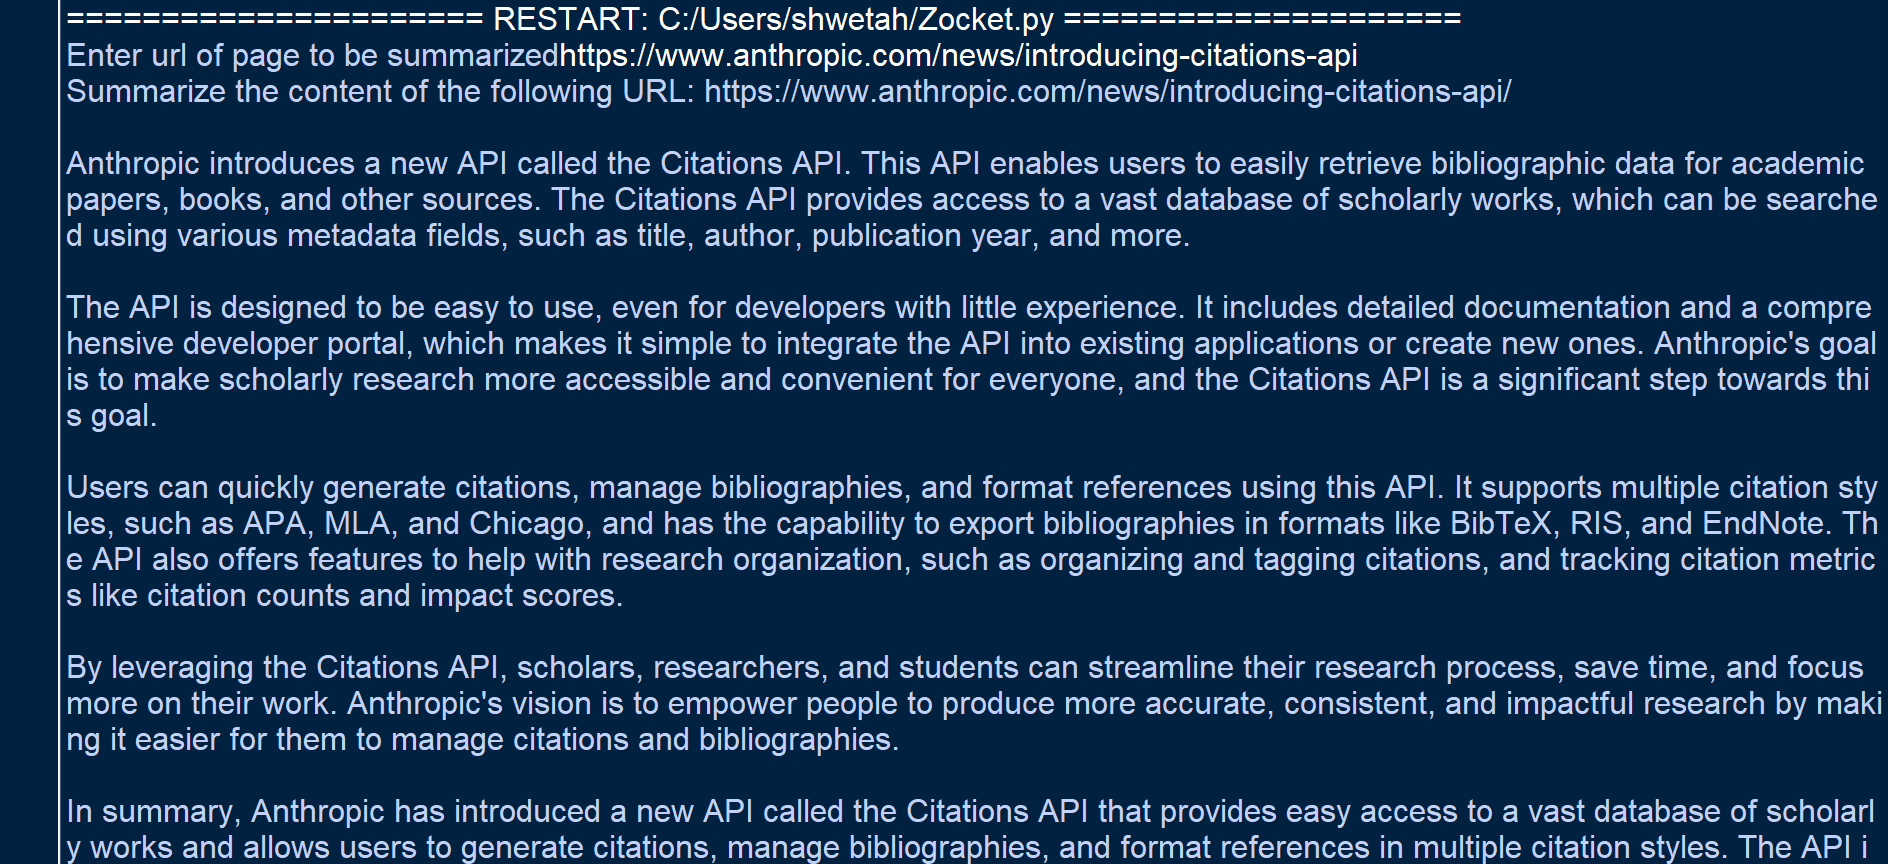 ====================== RESTART: C:/Users/shwetah/Zocket.py =====================
Enter url of page to be summarizedhttps://www.anthropic.com/news/introducing-citations-api
Summarize the content of the following URL: https://www.anthropic.com/news/introducing-citations-api/
Anthropic introduces a new API called the Citations API. This API enables users to easily retrieve bibliographic data for academic
papers, books, and other sources. The Citations API provides access to a vast database of scholarly works, which can be searche
d using various metadata fields, such as title, author, publication year, and more.
The API is designed to be easy to use, even for developers with little experience. It includes detailed documentation and a compre
hensive developer portal, which makes it simple to integrate the API into existing applications or create new ones. Anthropic's goal
is to make scholarly research more accessible and convenient for everyone, and the Citations API is a significant step towards thi
s goal.
Users can quickly generate citations, manage bibliographies, and format references using this API. It supports multiple citation sty
les, such as APA, MLA, and Chicago, and has the capability to export bibliographies in formats like BibTeX, RIS, and EndNote. Th
e API also offers features to help with research organization, such as organizing and tagging citations, and tracking citation metric
s like citation counts and impact scores.
By leveraging the Citations API, scholars, researchers, and students can streamline their research process, save time, and focus
more on their work. Anthropic's vision is to empower people to produce more accurate, consistent, and impactful research by maki
ng it easier for them to manage citations and bibliographies.
In summary, Anthropic has introduced a new API called the Citations API that provides easy access to a vast database of scholarl
y works and allows users to generate citations, manage bibliographies, and format references in multiple citation styles. The API i